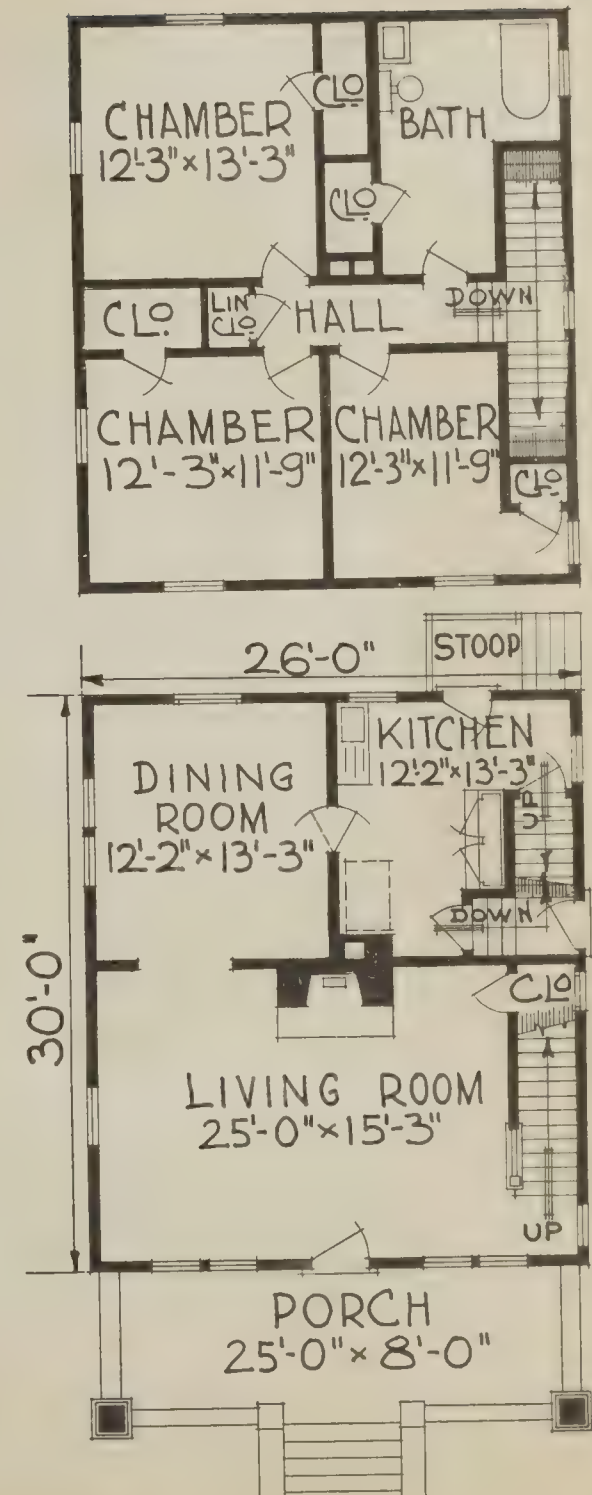 CHAMBER
12'-3" × 13'-3"
CLO
BATH
CLO
CLO
LIN
CLO
HALL
DOWN
CHAMBER
12'-3" × 11'-9"
CHAMBER
12'-3" × 11'-9"
CLO
26'-0"
STOOP
KITCHEN
12'-2" × 13'-3"
DINING
ROOM
12'-2" × 13'-3"
UP
DOWN
30'-0"
CLO
LIVING ROOM
25'-0" × 15'-3"
UP
PORCH
25'-0" × 8'-0"